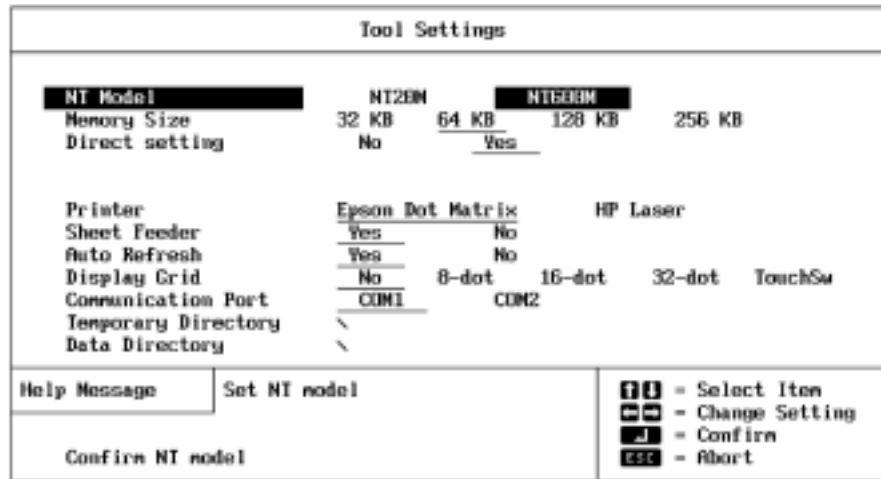 Tool Settings
NT Model NT20M NT600M
Memory Size 32 KB 64 KB 128 KB 256 KB
Direct setting No Yes
Printer Epson Dot Matrix HP Laser
Sheet Feeder Yes No
Auto Refresh Yes No
Display Grid No 8-dot 16-dot 32-dot TouchSw
Communication Port COM1 COM2
Temporary Directory \
Data Directory \
Help Message Set NT model
Confirm NT model
↑↓ = Select Item
←→ = Change Setting
↵ = Confirm
ESC = Abort